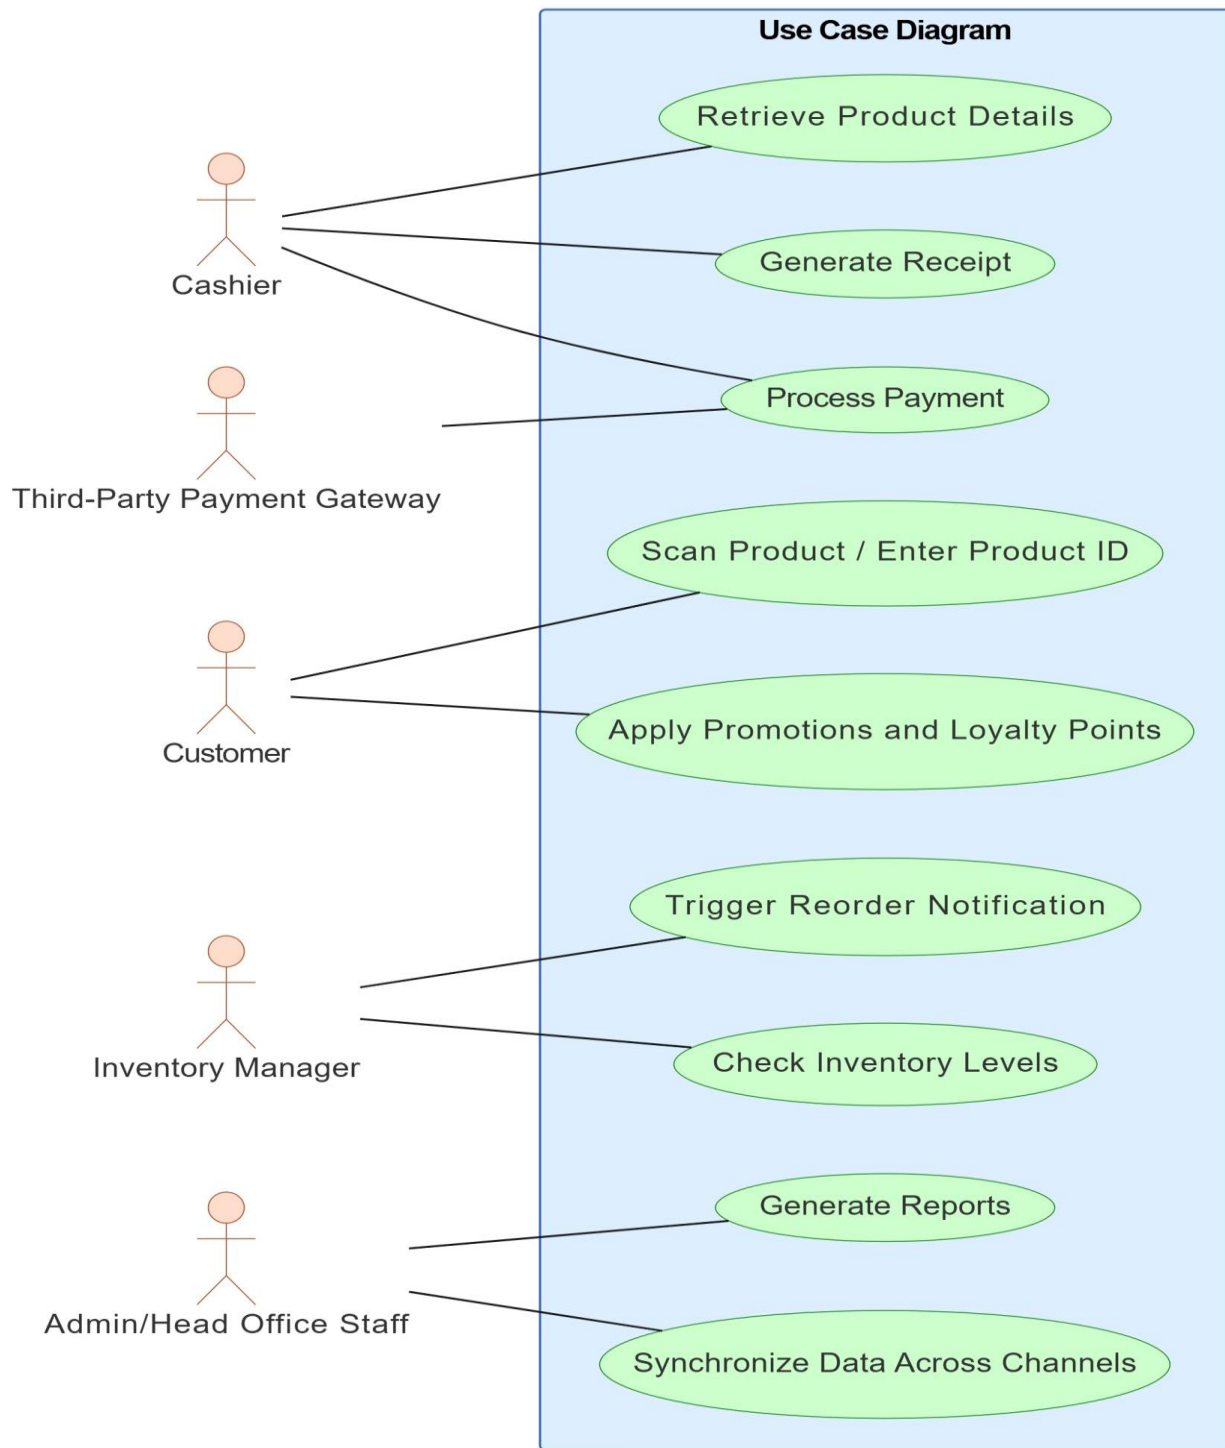 Use Case Diagram
Retrieve Product Details
Cashier
Generate Receipt
Process Payment
Third-Party Payment Gateway
Scan Product / Enter Product ID
Customer
Apply Promotions and Loyalty Points
Trigger Reorder Notification
Inventory Manager
Check Inventory Levels
Generate Reports
Admin/Head Office Staff
Synchronize Data Across Channels